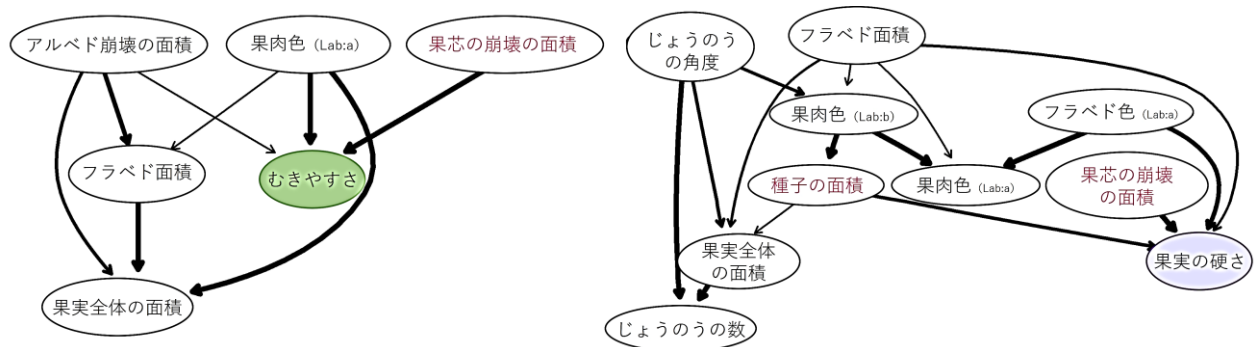 アルベド崩壊の面積
果肉色 (Lab:a)
果芯の崩壊の面積
フラベド面積
むきやすさ
果実全体の面積
じょうのう
の角度
フラベド面積
果肉色 (Lab:b)
フラベド色 (Lab:a)
種子の面積
果肉色 (Lab:a)
果芯の崩壊
の面積
果実全体
の面積
果実の硬さ
じょうのうの数